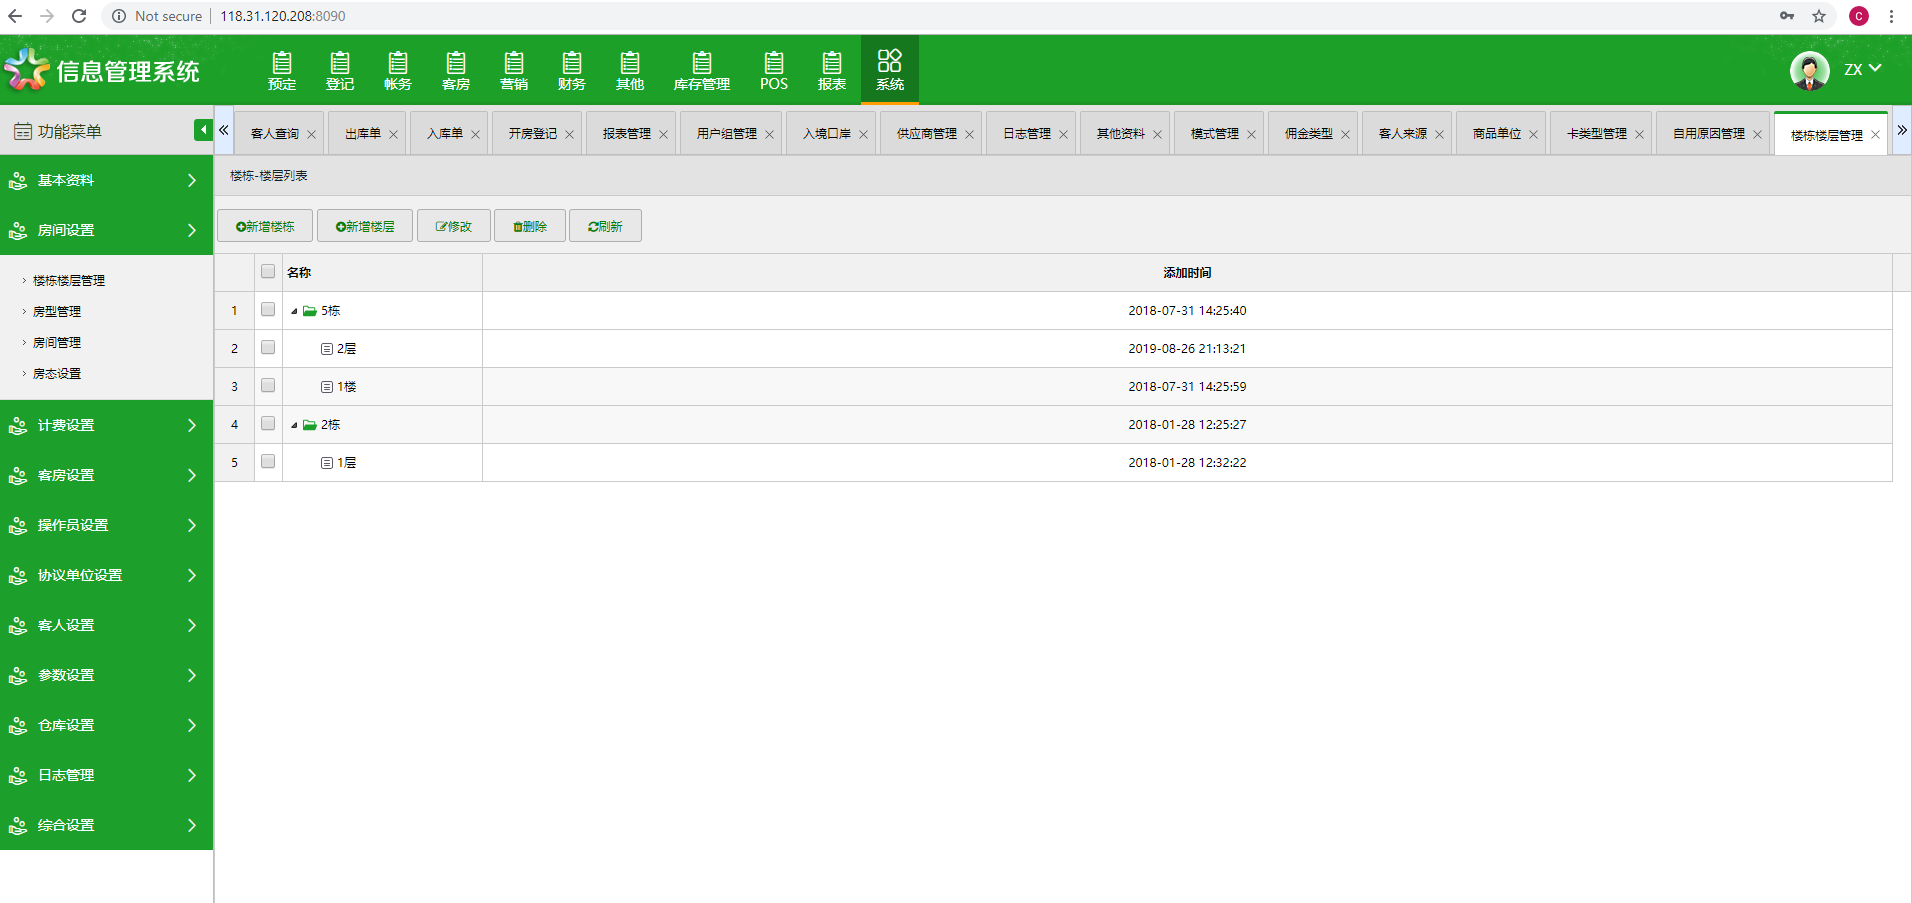 Not secure | 118.31.120.208:8090
C
信息管理系统
预定 登记 帐务 客房 营销 财务 其他 库存管理 POS 报表 系统
ZX
功能菜单
客人查询 出库单 入库单 开房登记 报表管理 用户组管理 入境口岸 供应商管理 日志管理 其他资料 模式管理 佣金类型 客人来源 商品单位 卡类型管理 自用原因管理 楼栋楼层管理
基本资料
房间设置
楼栋楼层管理
房型管理
房间管理
房态设置
计费设置
客房设置
操作员设置
协议单位设置
客人设置
参数设置
仓库设置
日志管理
综合设置
楼栋-楼层列表
新增楼栋 新增楼层 修改 删除 刷新
名称 添加时间
1 5栋 2018-07-31 14:25:40
2 2层 2019-08-26 21:13:21
3 1楼 2018-07-31 14:25:59
4 2栋 2018-01-28 12:25:27
5 1层 2018-01-28 12:32:22